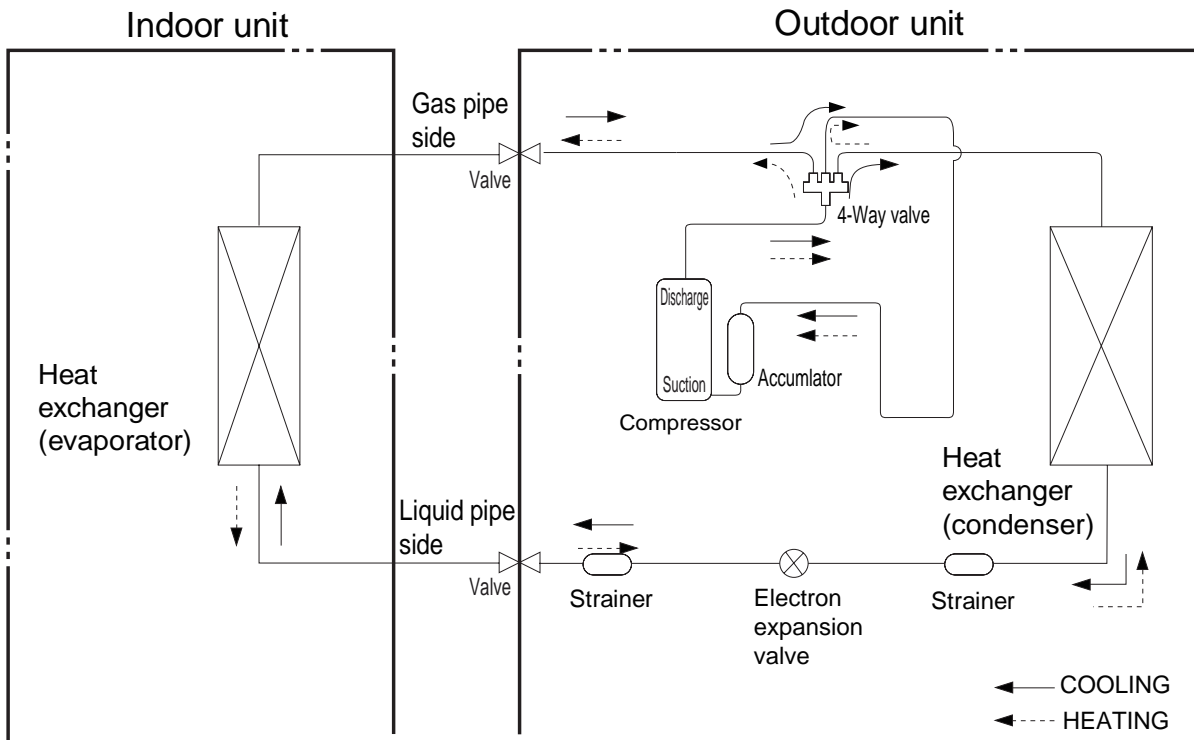 Indoor unit
Outdoor unit
Gas pipe
side
Valve
4-Way valve
Discharge
Suction
Accumlator
Compressor
Heat
exchanger
(evaporator)
Heat
exchanger
(condenser)
Liquid pipe
side
Valve
Strainer
Electron
expansion
valve
Strainer
COOLING
HEATING